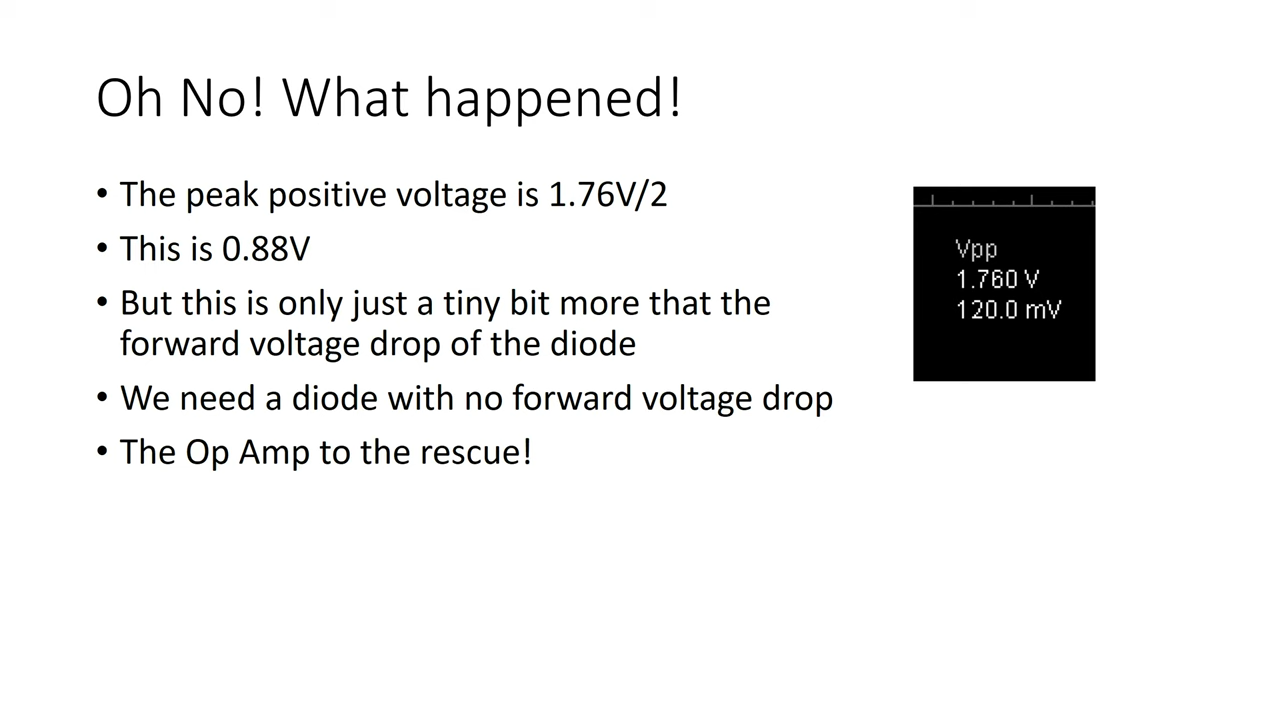 Oh No! What happened!
• The peak positive voltage is 1.76V/2
• This is 0.88V
• But this is only just a tiny bit more that the
forward voltage drop of the diode
• We need a diode with no forward voltage drop
• The Op Amp to the rescue!
Vpp
1.760 V
120.0 mV